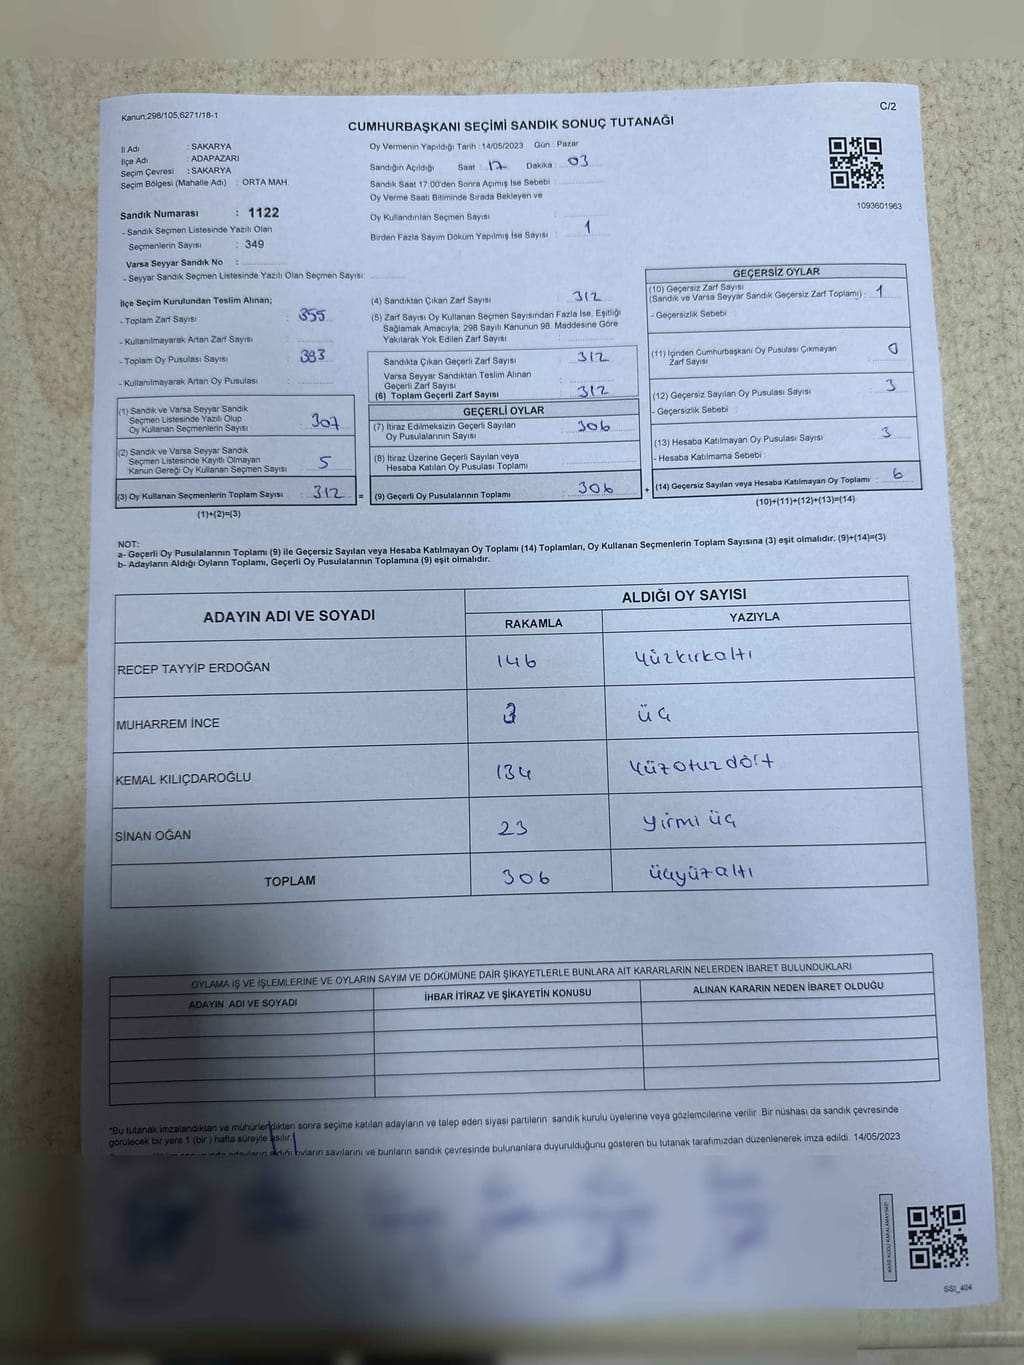 Kanun;298/105;6271/18-1
C/2
CUMHURBAŞKANI SEÇİMİ SANDIK SONUÇ TUTANAĞI
İl Adı : SAKARYA
İlçe Adı : ADAPAZARI
Seçim Çevresi : SAKARYA
Seçim Bölgesi (Mahalle Adı) : ORTA MAH.
Sandık Numarası : 1122
- Sandık Seçmen Listesinde Yazılı Olan
Seçmenlerin Sayısı : 349
Varsa Seyyar Sandık No :
- Seyyar Sandık Seçmen Listesinde Yazılı Olan Seçmen Sayısı:
Oy Vermenin Yapıldığı Tarih : 14/05/2023 Gün : Pazar
Sandığın Açıldığı Saat : 17 Dakika : 03
Sandık Saat 17:00'den Sonra Açımış İse Sebebi :
Oy Verme Saati Bitiminde Sırada Bekleyen ve
Oy Kullandırılan Seçmen Sayısı :
Birden Fazla Sayım Döküm Yapılmış İse Sayısı : 1
1093601963
İlçe Seçim Kurulundan Teslim Alınan;
- Toplam Zarf Sayısı : 355
- Kullanılmayarak Artan Zarf Sayısı :
- Toplam Oy Pusulası Sayısı : 383
- Kullanılmayarak Artan Oy Pusulası :
(1) Sandık ve Varsa Seyyar Sandık
Seçmen Listesinde Yazılı Olup
Oy Kullanan Seçmenlerin Sayısı : 307
(2) Sandık ve Varsa Seyyar Sandık
Seçmen Listesinde Kayıtlı Olmayan
Kanun Gereği Oy Kullanan Seçmen Sayısı : 5
(3) Oy Kullanan Seçmenlerin Toplam Sayısı : 312 =
(1)+(2)=(3)
(4) Sandıktan Çıkan Zarf Sayısı : 312
(5) Zarf Sayısı Oy Kullanan Seçmen Sayısından Fazla İse, Eşitliği
Sağlamak Amacıyla, 298 Sayılı Kanunun 98. Maddesine Göre
Yakılarak Yok Edilen Zarf Sayısı :
Sandıkta Çıkan Geçerli Zarf Sayısı : 312
Varsa Seyyar Sandıktan Teslim Alınan
Geçerli Zarf Sayısı :
(6) Toplam Geçerli Zarf Sayısı : 312
GEÇERLİ OYLAR
(7) İtiraz Edilmeksizin Geçerli Sayılan
Oy Pusulalarının Sayısı : 306
(8) İtiraz Üzerine Geçerli Sayılan veya
Hesaba Katılan Oy Pusulası Toplamı :
(9) Geçerli Oy Pusulalarının Toplamı : 306 +
GEÇERSİZ OYLAR
(10) Geçersiz Zarf Sayısı
(Sandık ve Varsa Seyyar Sandık Geçersiz Zarf Toplamı) : 1
- Geçersizlik Sebebi :
(11) İçinden Cumhurbaşkanı Oy Pusulası Çıkmayan
Zarf Sayısı : 0
(12) Geçersiz Sayılan Oy Pusulası Sayısı : 3
- Geçersizlik Sebebi :
(13) Hesaba Katılmayan Oy Pusulası Sayısı : 3
- Hesaba Katılmama Sebebi :
(14) Geçersiz Sayılan veya Hesaba Katılmayan Oy Toplamı : 6
(10)+(11)+(12)+(13)=(14)
NOT:
a- Geçerli Oy Pusulalarının Toplamı (9) ile Geçersiz Sayılan veya Hesaba Katılmayan Oy Toplamı (14) Toplamları, Oy Kullanan Seçmenlerin Toplam Sayısına (3) eşit olmalıdır. (9)+(14)=(3)
b- Adayların Aldığı Oyların Toplamı, Geçerli Oy Pusulalarının Toplamına (9) eşit olmalıdır.
ADAYIN ADI VE SOYADI
ALDIĞI OY SAYISI
RAKAMLA YAZIYLA
RECEP TAYYİP ERDOĞAN 146 Yüzkırkaltı
MUHARREM İNCE 3 üç
KEMAL KILIÇDAROĞLU 134 Yüzotuzdört
SİNAN OĞAN 23 yirmi üç
TOPLAM 306 üçyüzaltı
OYLAMA İŞ VE İŞLEMLERİNE VE OYLARIN SAYIM VE DÖKÜMÜNE DAİR ŞİKAYETLERLE BUNLARA AİT KARARLARIN NELERDEN İBARET BULUNDUKLARI
ADAYIN ADI VE SOYADI İHBAR İTİRAZ VE ŞİKAYETİN KONUSU ALINAN KARARIN NEDEN İBARET OLDUĞU
*Bu tutanak imzalandıktan ve mühürlendikten sonra seçime katılan adayların ve talep eden siyasi partilerin sandık kurulu üyelerine veya gözlemcilerine verilir .Bir nüshası da sandık çevresinde
görülecek bir yere 1 (bir ) hafta süreyle asılır.
adayların aldığı oyların sayılarını ve bunların sandık çevresinde bulunanlara duyurulduğunu gösteren bu tutanak tarafımızdan düzenlenerek imza edildi. 14/05/2023
KARE KODU KARALAMAYINIZ!
SSI_404